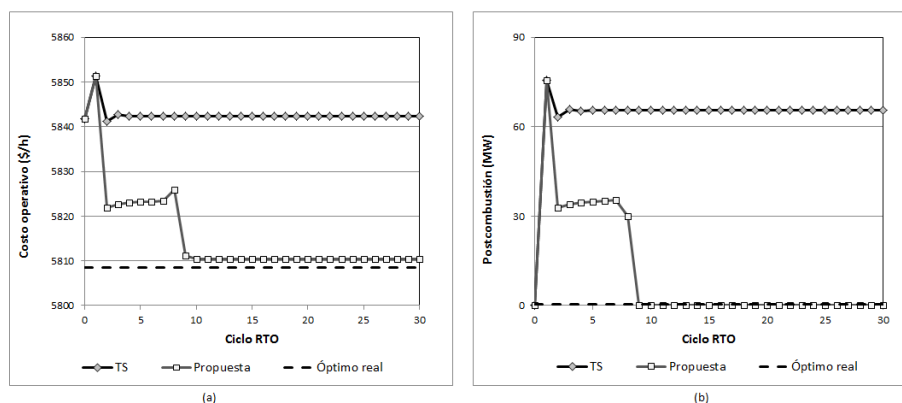 5860
5850
5840
5830
5820
5810
5800
Costo operativo ($/h)
0 5 10 15 20 25 30
Ciclo RTO
TS Propuesta Óptimo real
(a)
90
60
30
0
Postcombustión (MW)
0 5 10 15 20 25 30
Ciclo RTO
TS Propuesta Óptimo real
(b)